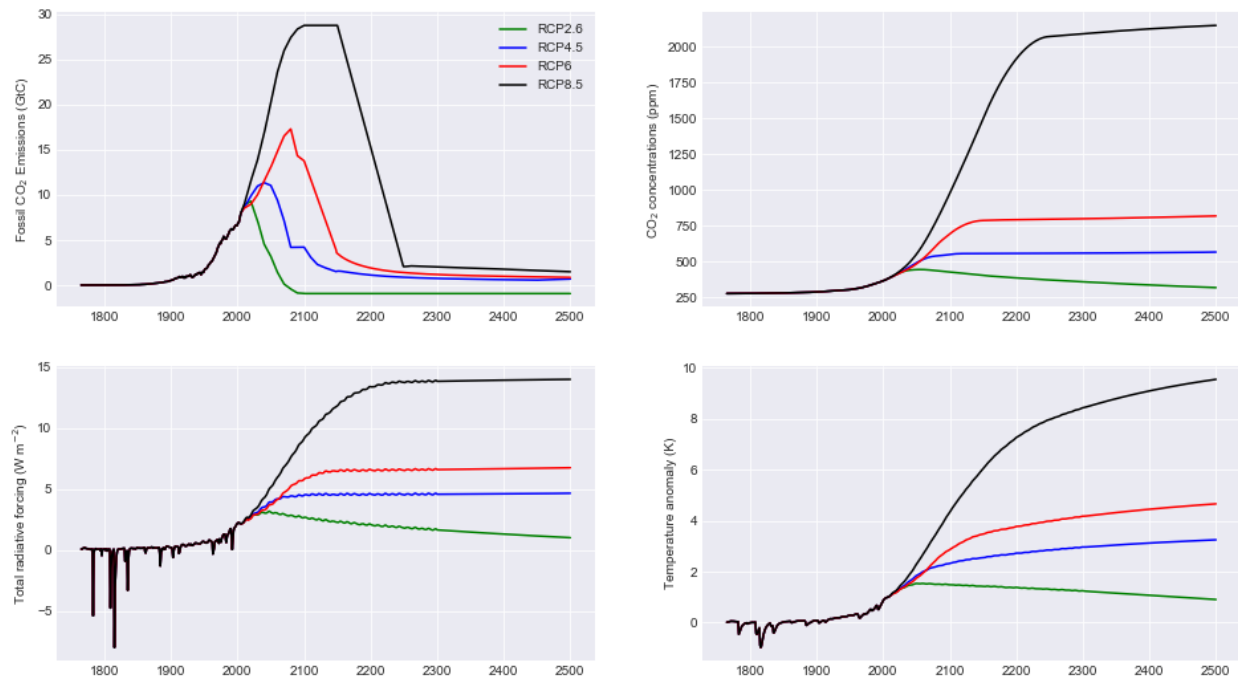 30
25
20
15
10
5
0
Fossil CO₂ Emissions (GtC)
RCP2.6
RCP4.5
RCP6
RCP8.5
1800 1900 2000 2100 2200 2300 2400 2500
2000
1750
1500
1250
1000
750
500
250
CO₂ concentrations (ppm)
1800 1900 2000 2100 2200 2300 2400 2500
15
10
5
0
−5
Total radiative forcing (W m⁻²)
1800 1900 2000 2100 2200 2300 2400 2500
10
8
6
4
2
0
Temperature anomaly (K)
1800 1900 2000 2100 2200 2300 2400 2500